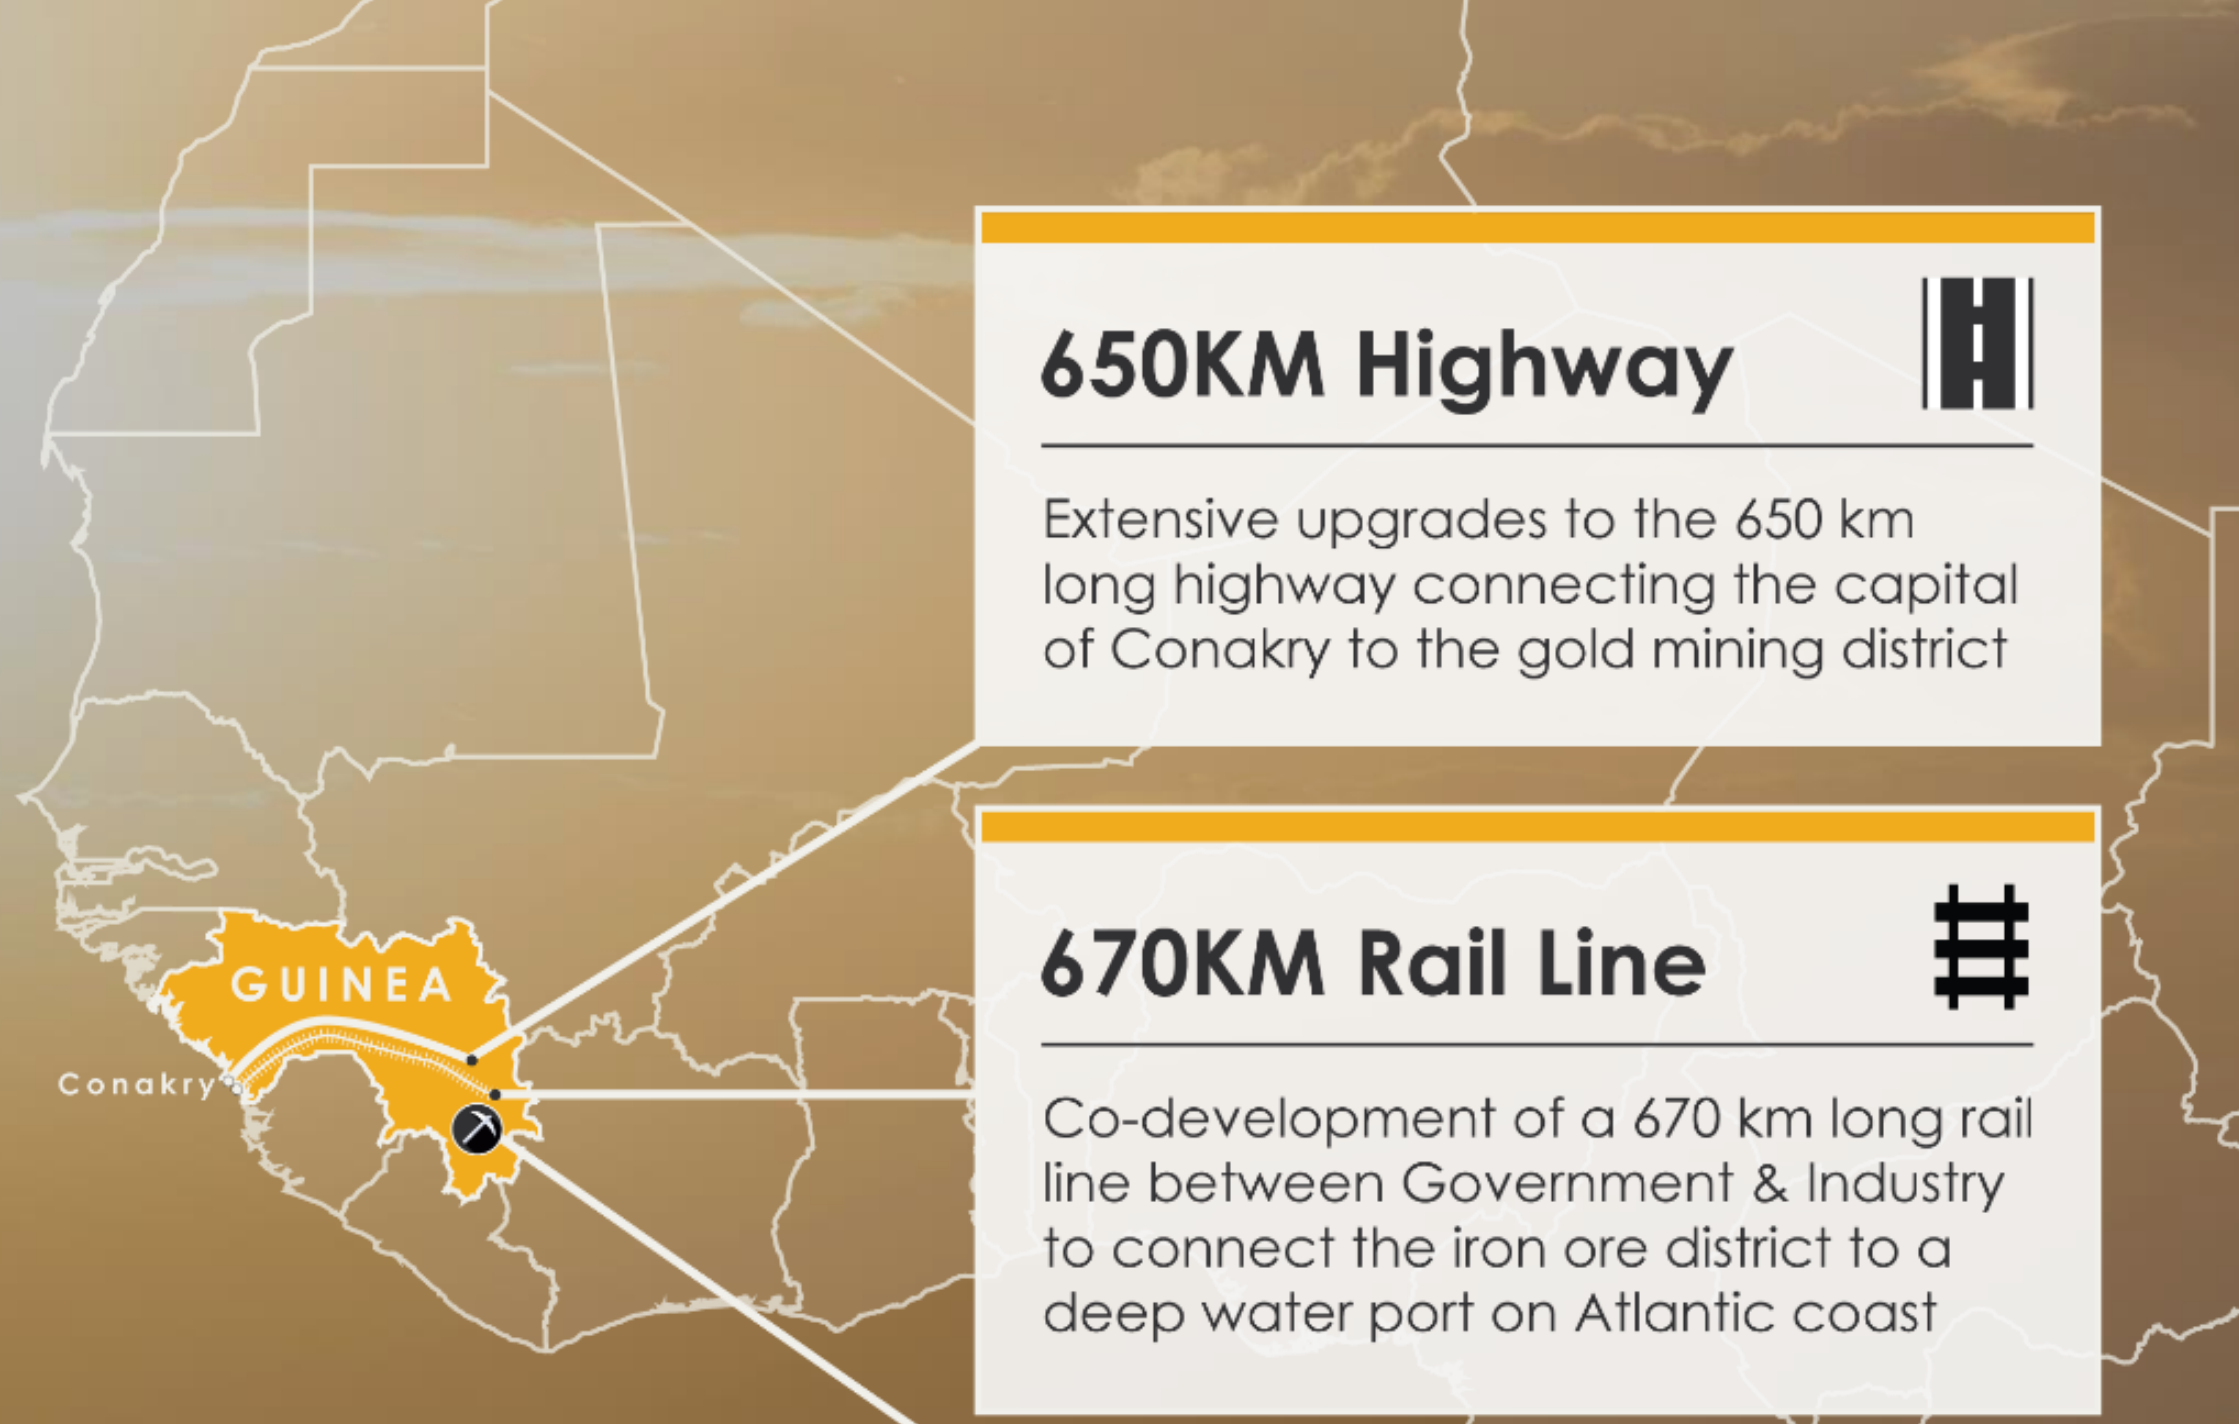 650KM Highway
Extensive upgrades to the 650 km
long highway connecting the capital
of Conakry to the gold mining district
670KM Rail Line
Co-development of a 670 km long rail
line between Government & Industry
to connect the iron ore district to a
deep water port on Atlantic coast
GUINEA
Conakry